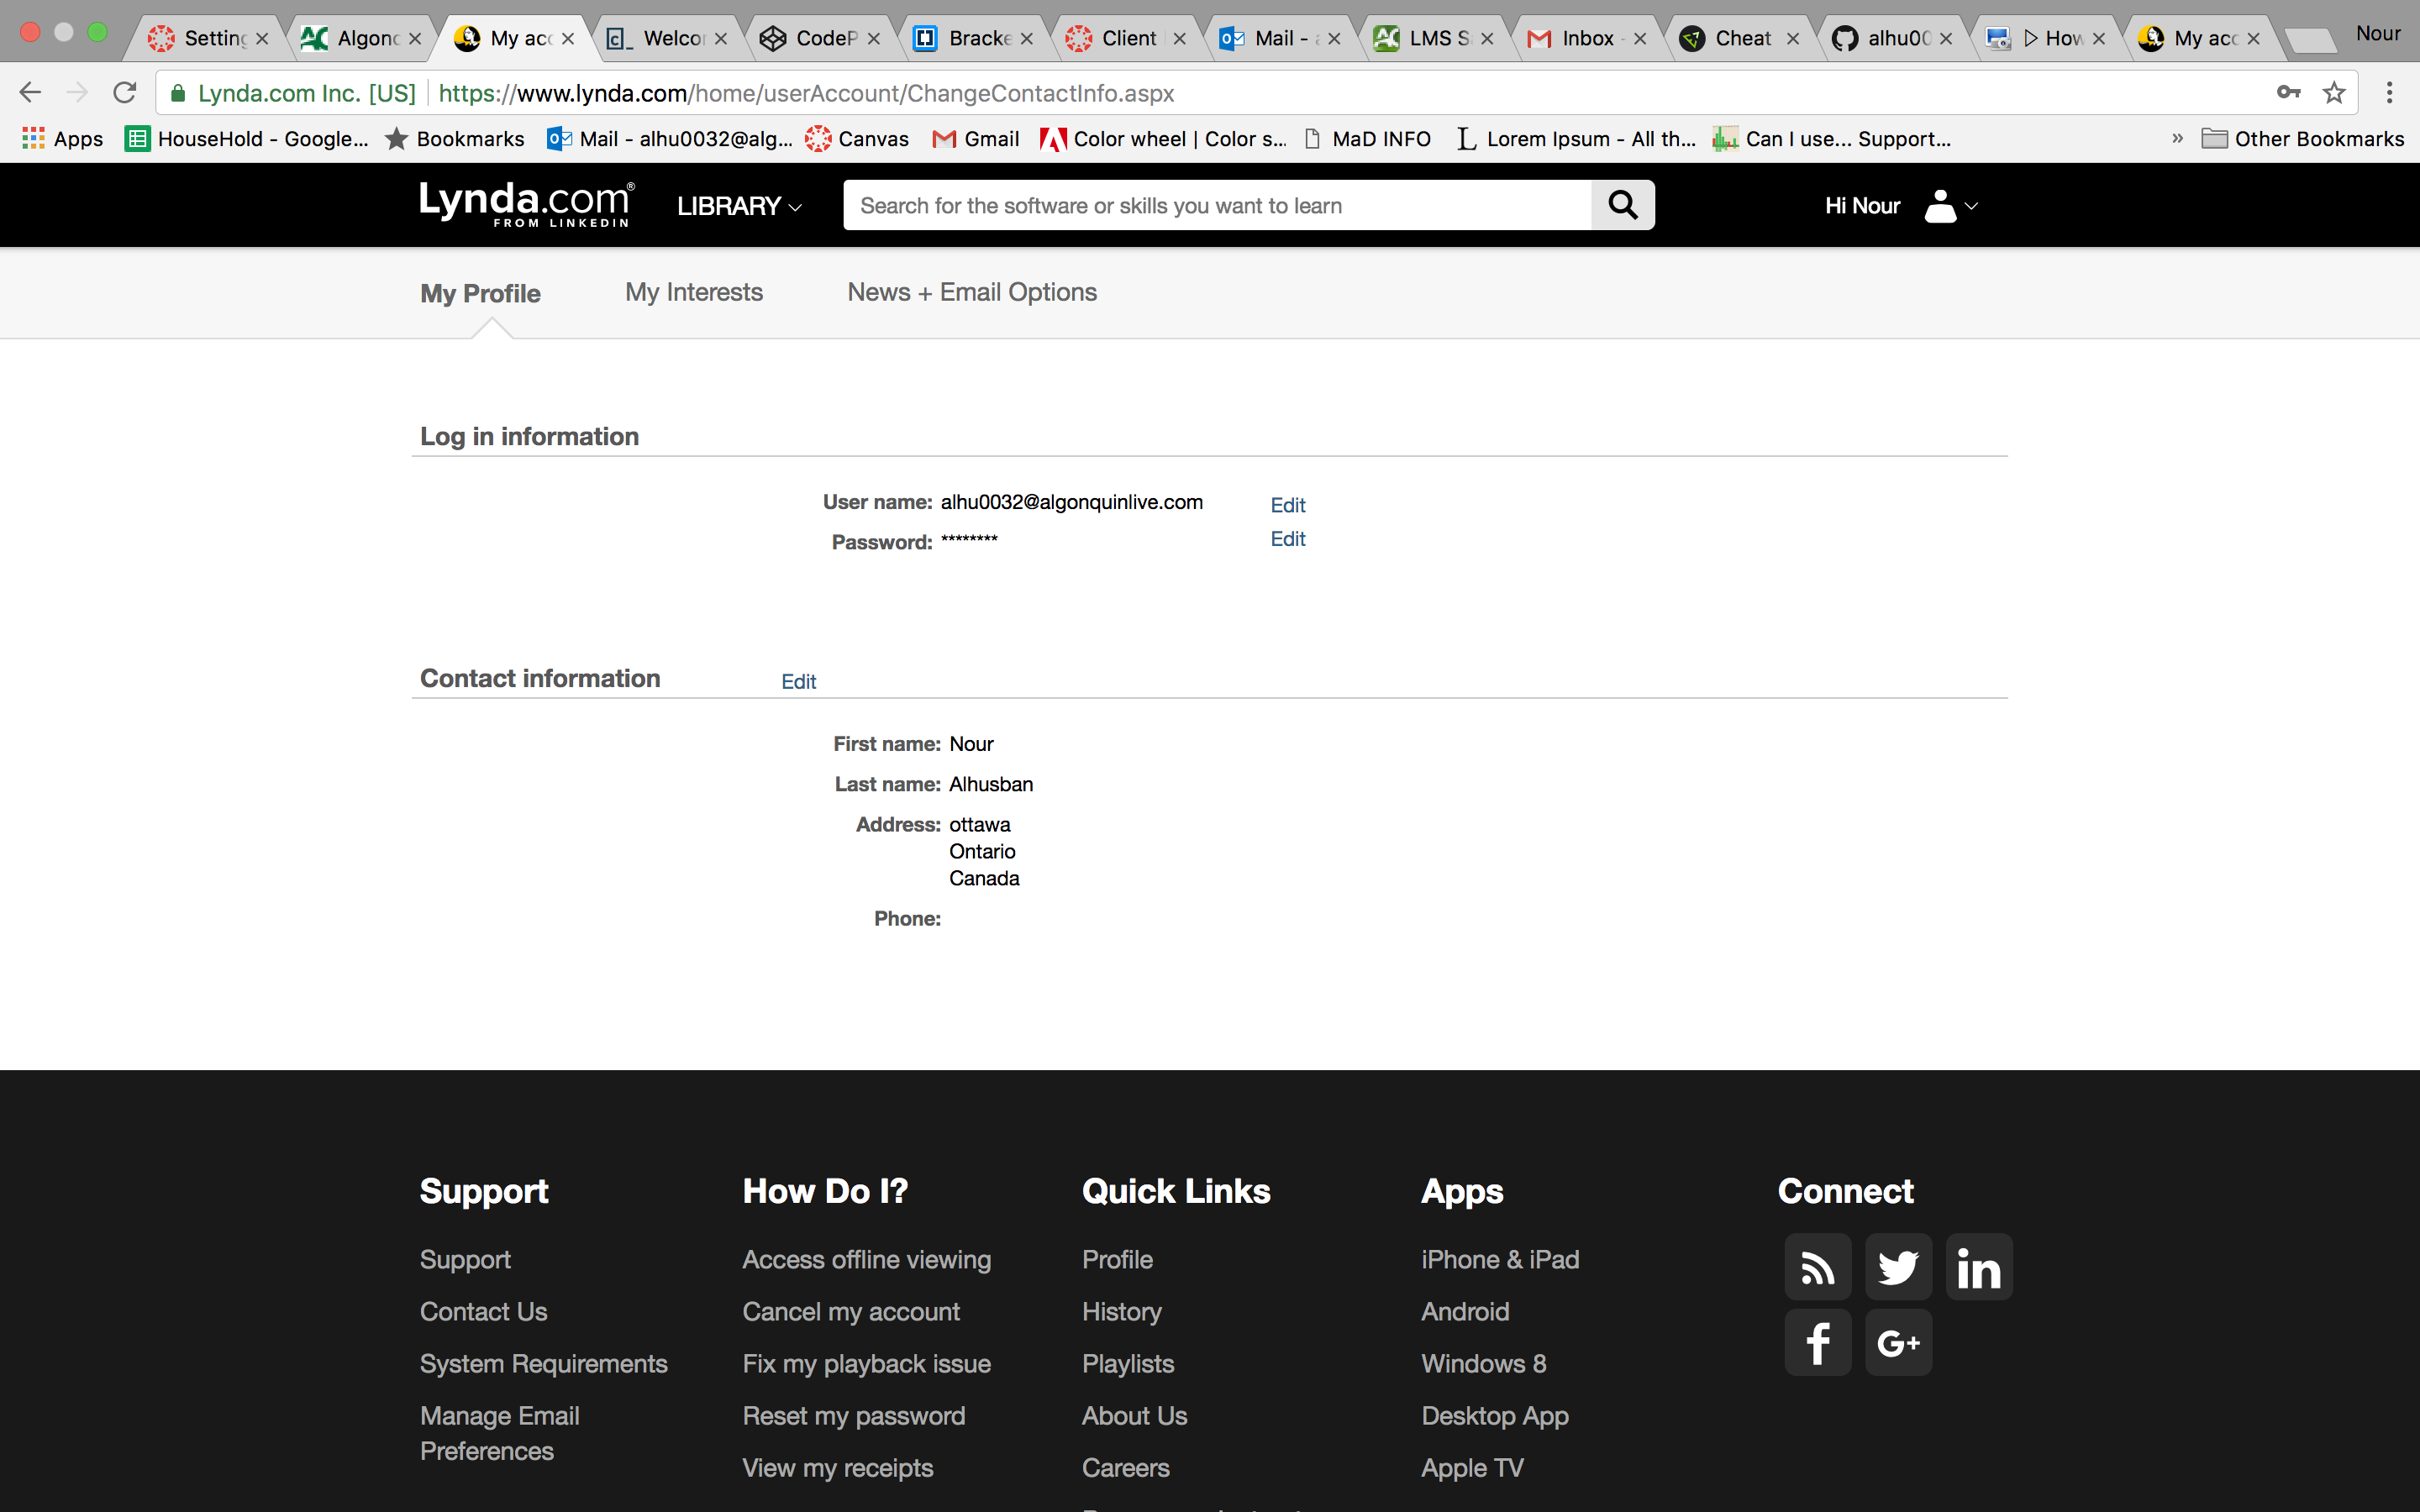 Setting Algonc My acc Welcor CodeP Bracke Client Mail - LMS S Inbox Cheat alhu00 How My acc Nour
Lynda.com Inc. [US] https://www.lynda.com/home/userAccount/ChangeContactInfo.aspx
Apps HouseHold - Google... Bookmarks Mail - alhu0032@alg... Canvas Gmail Color wheel | Color s... MaD INFO Lorem Ipsum - All th... Can I use... Support... » Other Bookmarks
Lynda.com® LIBRARY Search for the software or skills you want to learn Hi Nour
FROM LINKEDIN
My Profile My Interests News + Email Options
Log in information
User name: alhu0032@algonquinlive.com Edit
Password: ******** Edit
Contact information Edit
First name: Nour
Last name: Alhusban
Address: ottawa
Ontario
Canada
Phone:
Support How Do I? Quick Links Apps Connect
Support Access offline viewing Profile iPhone & iPad
Contact Us Cancel my account History Android
System Requirements Fix my playback issue Playlists Windows 8
Manage Email Reset my password About Us Desktop App
Preferences
View my receipts Careers Apple TV